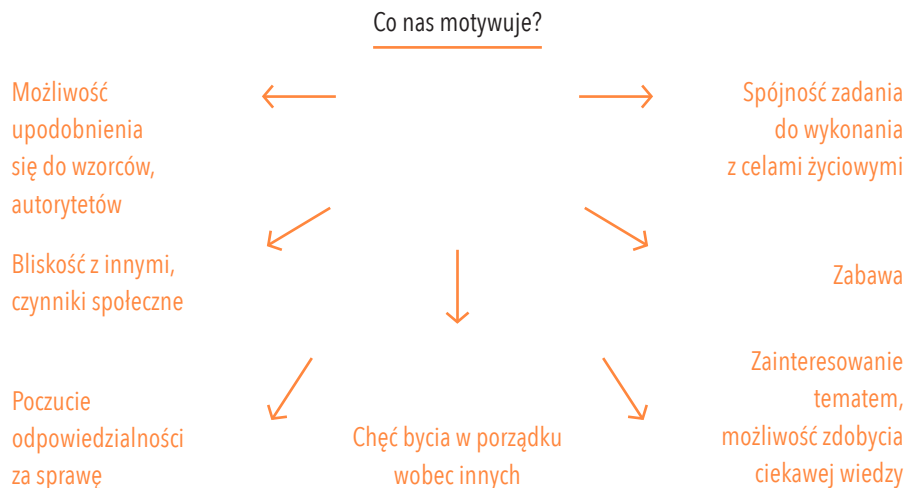 Co nas motywuje?
Możliwość
upodobnienia
się do wzorców,
autorytetów
Spójność zadania
do wykonania
z celami życiowymi
Bliskość z innymi,
czynniki społeczne
Zabawa
Poczucie
odpowiedzialności
za sprawę
Chęć bycia w porządku
wobec innych
Zainteresowanie
tematem,
możliwość zdobycia
ciekawej wiedzy